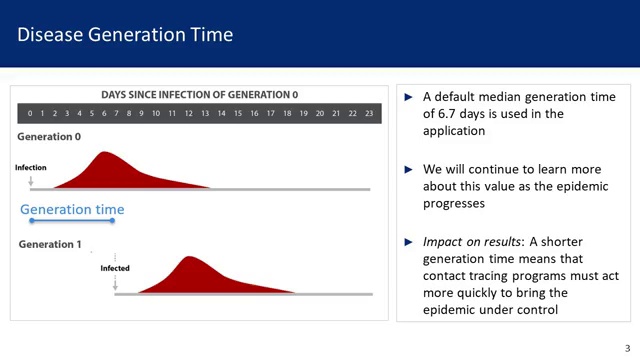 Disease Generation Time
DAYS SINCE INFECTION OF GENERATION 0
0 1 2 3 4 5 6 7 8 9 10 11 12 13 14 15 16 17 18 19 20 21 22 23
Generation 0
Infection
Generation time
Generation 1
Infected
► A default median generation time
of 6.7 days is used in the
application
► We will continue to learn more
about this value as the epidemic
progresses
► Impact on results: A shorter
generation time means that
contact tracing programs must act
more quickly to bring the
epidemic under control
3